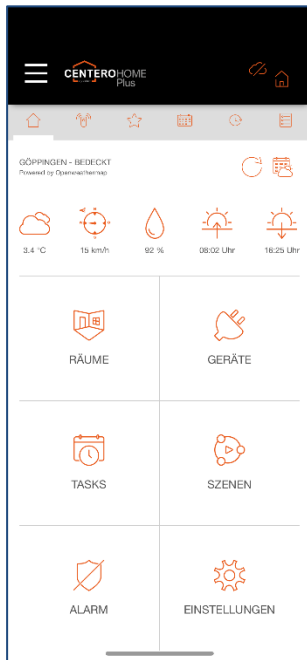 CENTEROHOME
Plus
GÖPPINGEN - BEDECKT
Powered by Openweathermap
3.4 °C
15 km/h
92 %
08:02 Uhr
16:25 Uhr
RÄUME
GERÄTE
TASKS
SZENEN
ALARM
EINSTELLUNGEN